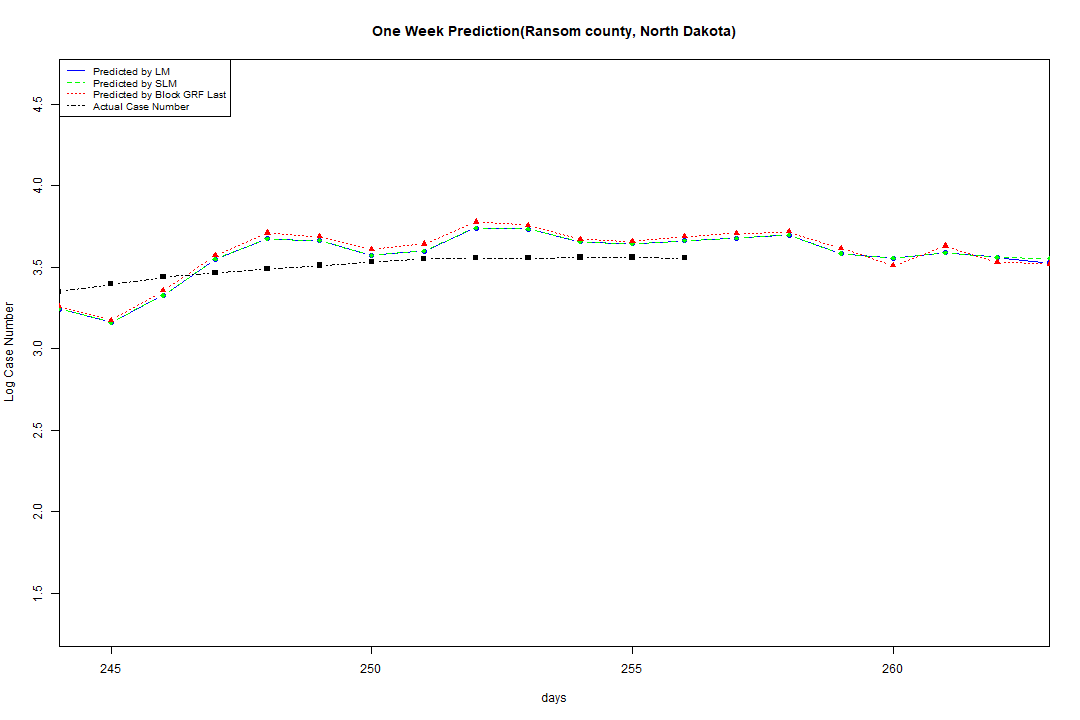 One Week Prediction(Ransom county, North Dakota)
Predicted by LM
Predicted by SLM
Predicted by Block GRF Last
Actual Case Number
4.5
4.0
3.5
3.0
2.5
2.0
1.5
Log Case Number
245 250 255 260
days